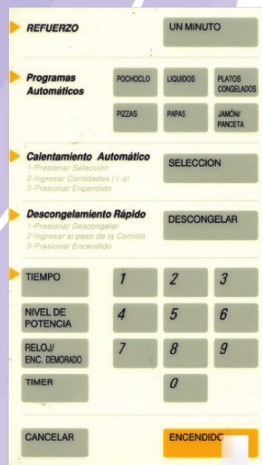 REFUERZO
UN MINUTO
Programas
Automáticos
POCHOCLO
LIQUIDOS
PLATOS
CONGELADOS
PIZZAS
PAPAS
JAMÓN/
PANCETA
Calentamiento Automático
1-Presionar Selección
2-Ingresar Cantidades (1-4)
3-Presionar Enpendido
SELECCION
Descongelamiento Rápido
1-Presionar Descongelar
2-Ingresar el peso de la Comida
3-Presionar Encendido
DESCONGELAR
TIEMPO
1
2
3
NIVEL DE
POTENCIA
4
5
6
RELOJ/
ENC. DEMORADO
7
8
9
TIMER
0
CANCELAR
ENCENDIDO